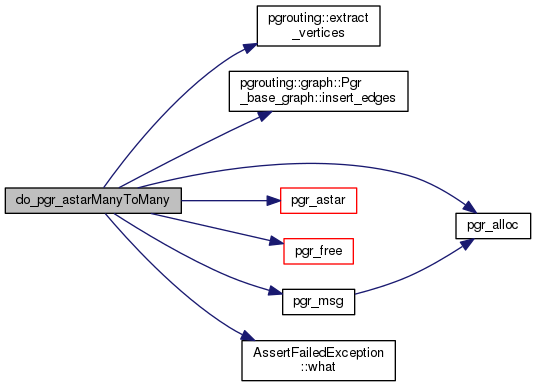 pgrouting::extract
_vertices
pgrouting::graph::Pgr
_base_graph::insert_edges
do_pgr_astarManyToMany
pgr_astar
pgr_alloc
pgr_free
pgr_msg
AssertFailedException
::what